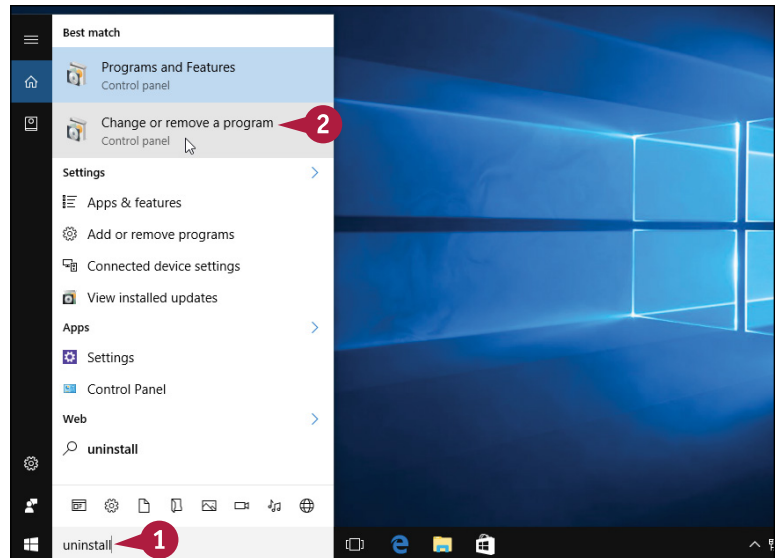 Best match
Programs and Features
Control panel
Change or remove a program
2
Control panel
Settings
Apps & features
Add or remove programs
Connected device settings
View installed updates
Apps
Settings
Control Panel
Web
uninstall
uninstall
1